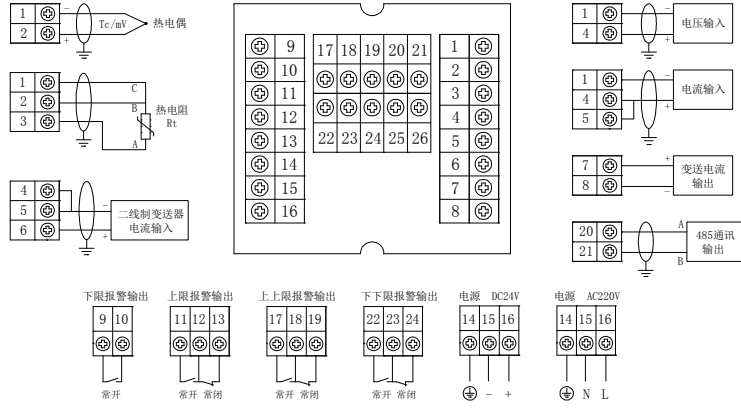 1
2
－
＋
Tc/mV
热电偶
1
2
3
C
B
A
热电阻
Rt
4
5
6
－
＋
二线制变送器
电流输入
9
10
11
12
13
14
15
16
17 18 19 20 21
22 23 24 25 26
1
2
3
4
5
6
7
8
1
4
－
＋
电压输入
1
4
5
－
＋
电流输入
7
8
＋
－
变送电流
输出
20
21
A
B
485通讯
输出
下限报警输出
9 10
常开
上限报警输出
11 12 13
常开 常闭
上上限报警输出
17 18 19
常开 常闭
下下限报警输出
22 23 24
常开 常闭
电源 DC24V
14 15 16
－ ＋
电源 AC220V
14 15 16
N L